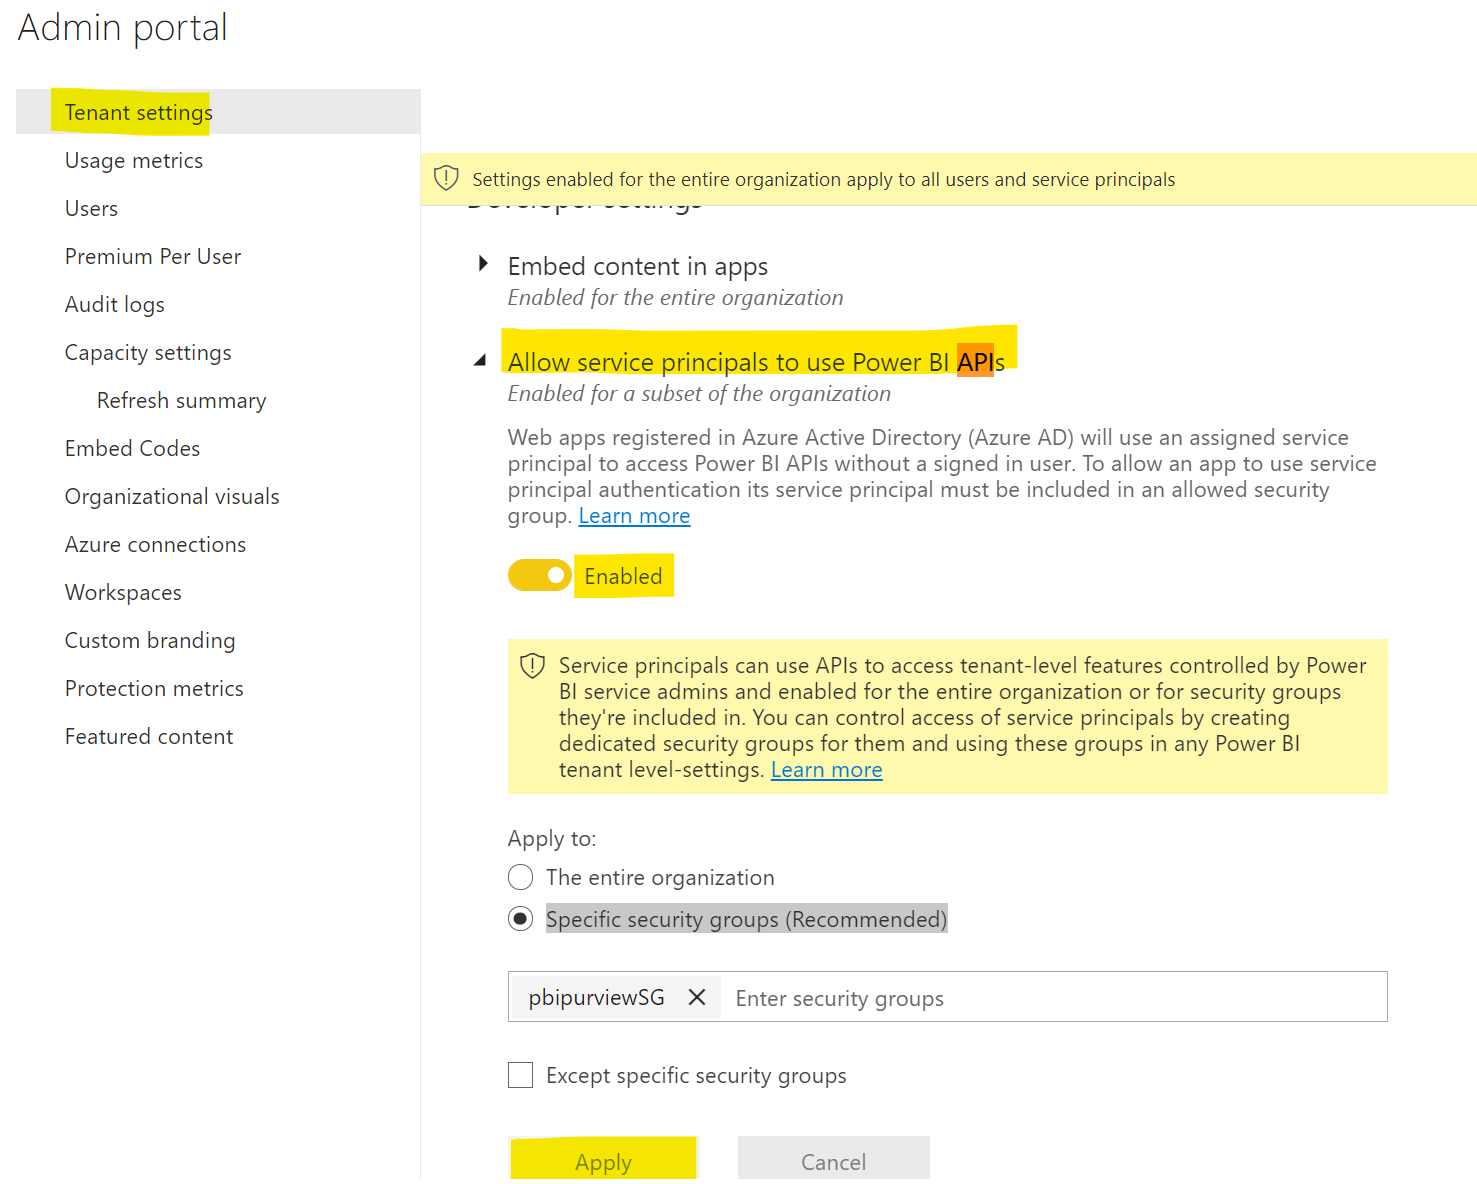 Admin portal
Tenant settings
Usage metrics
Users
Premium Per User
Audit logs
Capacity settings
Refresh summary
Embed Codes
Organizational visuals
Azure connections
Workspaces
Custom branding
Protection metrics
Featured content
Settings enabled for the entire organization apply to all users and service principals
Developer settings
Embed content in apps
Enabled for the entire organization
Allow service principals to use Power BI APIs
Enabled for a subset of the organization
Web apps registered in Azure Active Directory (Azure AD) will use an assigned service
principal to access Power BI APIs without a signed in user. To allow an app to use service
principal authentication its service principal must be included in an allowed security
group. Learn more
Enabled
Service principals can use APIs to access tenant-level features controlled by Power
BI service admins and enabled for the entire organization or for security groups
they're included in. You can control access of service principals by creating
dedicated security groups for them and using these groups in any Power BI
tenant level-settings. Learn more
Apply to:
The entire organization
Specific security groups (Recommended)
pbipurviewSG
Enter security groups
Except specific security groups
Apply
Cancel